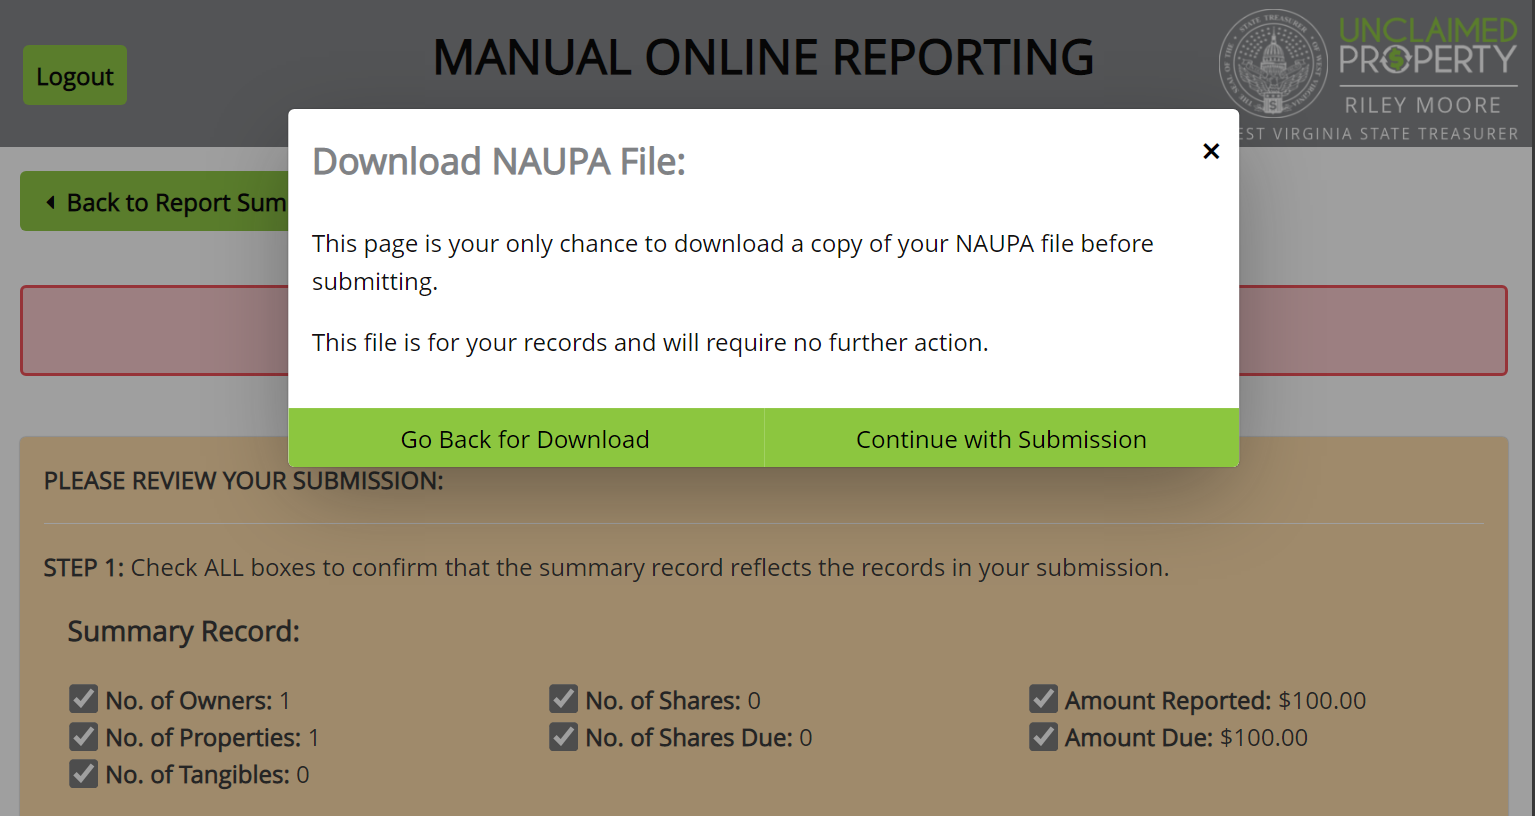 Logout
MANUAL ONLINE REPORTING
UNCLAIMED
PROPERTY
RILEY MOORE
EST VIRGINIA STATE TREASURER
Download NAUPA File:
×
Back to Report Sum
This page is your only chance to download a copy of your NAUPA file before
submitting.
This file is for your records and will require no further action.
Go Back for Download
Continue with Submission
PLEASE REVIEW YOUR SUBMISSION:
STEP 1: Check ALL boxes to confirm that the summary record reflects the records in your submission.
Summary Record:
No. of Owners: 1
No. of Shares: 0
Amount Reported: $100.00
No. of Properties: 1
No. of Shares Due: 0
Amount Due: $100.00
No. of Tangibles: 0